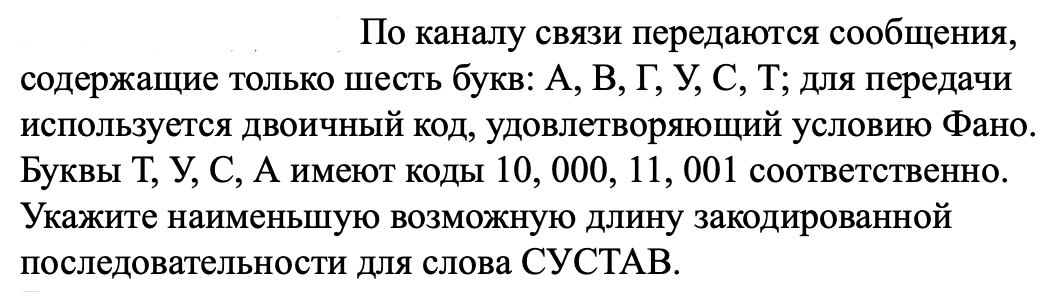 По каналу связи передаются сообщения,
содержащие только шесть букв: А, В, Г, У, С, Т; для передачи
используется двоичный код, удовлетворяющий условию Фано.
Буквы Т, У, С, А имеют коды 10, 000, 11, 001 соответственно.
Укажите наименьшую возможную длину закодированной
последовательности для слова СУСТАВ.